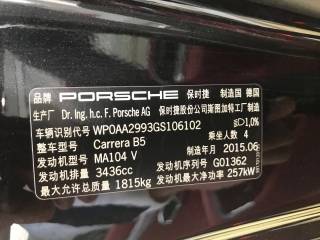 品牌 PORSCHE 保时捷 制造国 德国
生产厂 Dr. Ing. h.c. F. Porsche AG 保时捷股份公司斯图加特工厂制造
车辆识别代号 WP0AA2993GS106102
整车型号 Carrera B5 乘坐人数 4
发动机型号 MA104 V 制造年月 2015.06
发动机排量 3436cc 发动机序列号 G01362
最大允许总质量 1815kg 发动机最大净功率 257kW